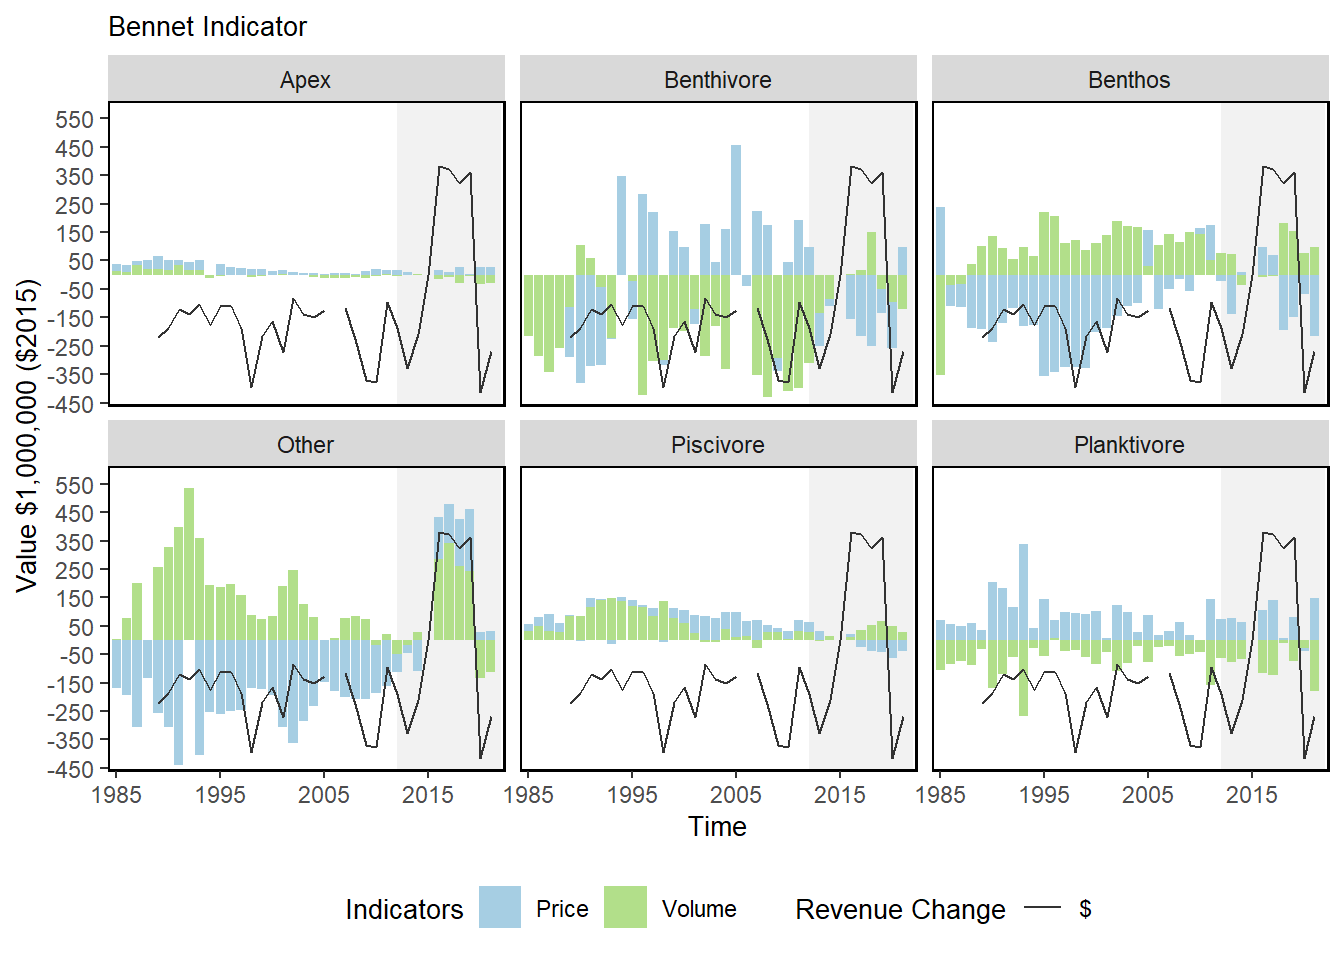 Bennet Indicator
Apex
Benthivore
Benthos
550
450
350
250
150
50
-50
-150
-250
-350
-450
Other
Piscivore
Planktivore
550
450
350
250
150
50
-50
-150
-250
-350
-450
Value $1,000,000 ($2015)
1985 1995 2005 2015 1985 1995 2005 2015 1985 1995 2005 2015
Time
Indicators Price Volume Revenue Change $